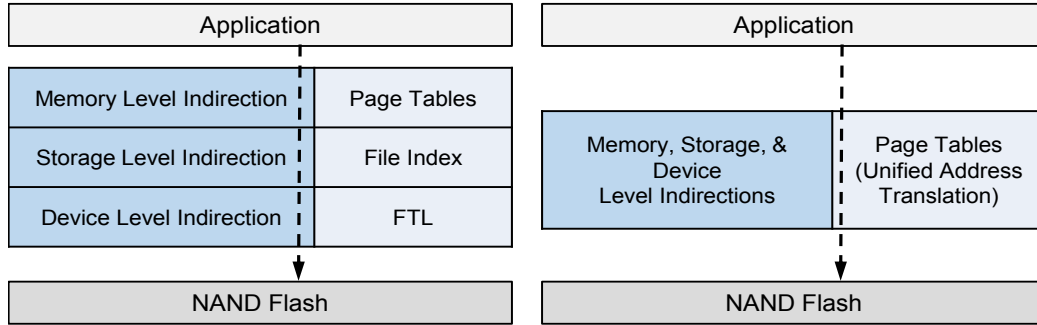 Application
Memory Level Indirection
Page Tables
Storage Level Indirection
File Index
Device Level Indirection
FTL
NAND Flash
Application
Memory, Storage, &
Device
Level Indirections
Page Tables
(Unified Address
Translation)
NAND Flash